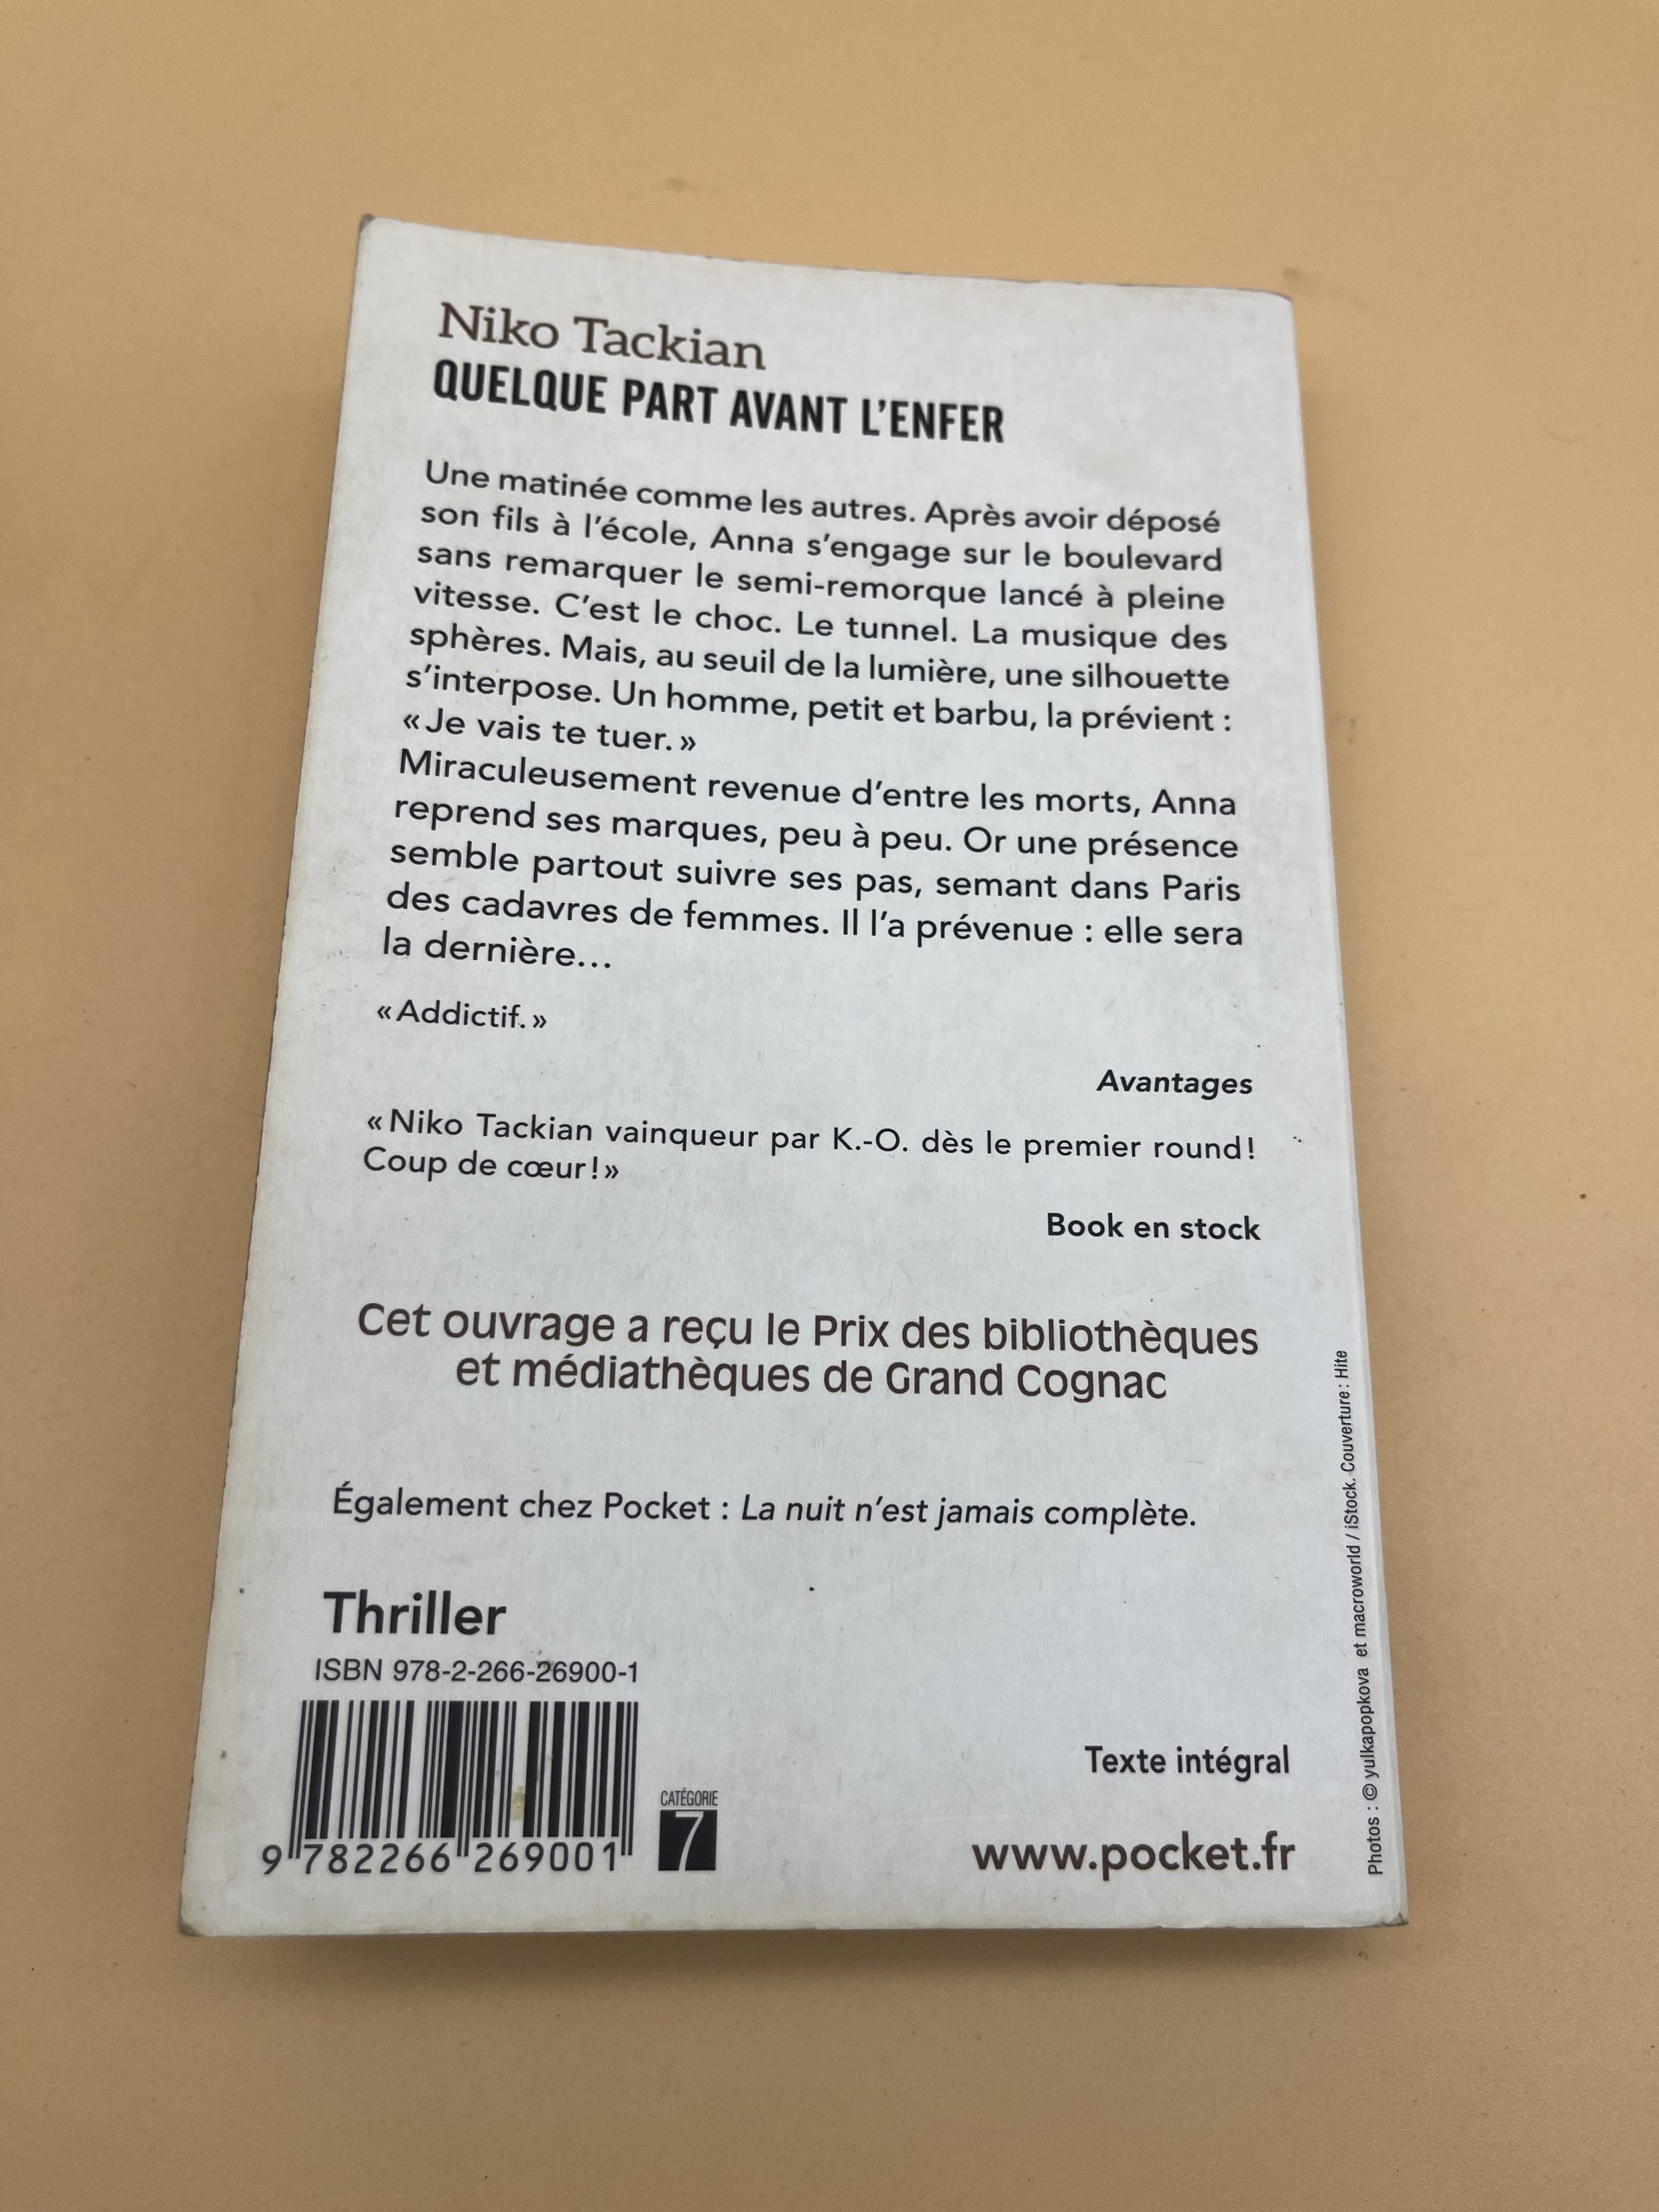 Niko Tackian
QUELQUE PART AVANT L'ENFER
Une matinée comme les autres. Après avoir déposé
son fils à l'école, Anna s'engage sur le boulevard
sans remarquer le semi-remorque lancé à pleine
vitesse. C'est le choc. Le tunnel. La musique des
sphères. Mais, au seuil de la lumière, une silhouette
s'interpose. Un homme, petit et barbu, la prévient :
« Je vais te tuer. »
Miraculeusement revenue d'entre les morts, Anna
reprend ses marques, peu à peu. Or une présence
semble partout suivre ses pas, semant dans Paris
des cadavres de femmes. Il l'a prévenue : elle sera
la dernière…
« Addictif. »
Avantages
« Niko Tackian vainqueur par K.-O. dès le premier round !
Coup de cœur ! »
Book en stock
Cet ouvrage a reçu le Prix des bibliothèques
et médiathèques de Grand Cognac
Également chez Pocket : La nuit n'est jamais complète.
Thriller
ISBN 978-2-266-26900-1
9 782266 269001
CATÉGORIE
7
Texte intégral
www.pocket.fr
Photos : © yulkapopkova et macroworld / iStock. Couverture : Hite